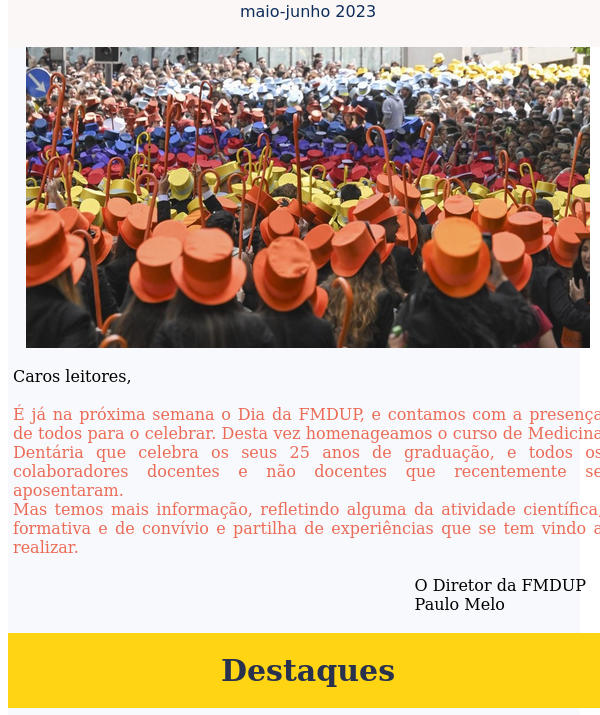 maio-junho 2023
Caros leitores,
É já na próxima semana o Dia da FMDUP, e contamos com a presença
de todos para o celebrar. Desta vez homenageamos o curso de Medicina
Dentária que celebra os seus 25 anos de graduação, e todos os
colaboradores docentes e não docentes que recentemente se
aposentaram.
Mas temos mais informação, refletindo alguma da atividade científica,
formativa e de convívio e partilha de experiências que se tem vindo a
realizar.
O Diretor da FMDUP
Paulo Melo
Destaques